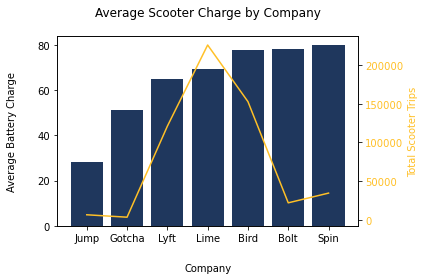 Average Scooter Charge by Company
Average Battery Charge
80
60
40
20
0
200000
150000
100000
50000
0
Total Scooter Trips
Jump Gotcha Lyft Lime Bird Bolt Spin
Company